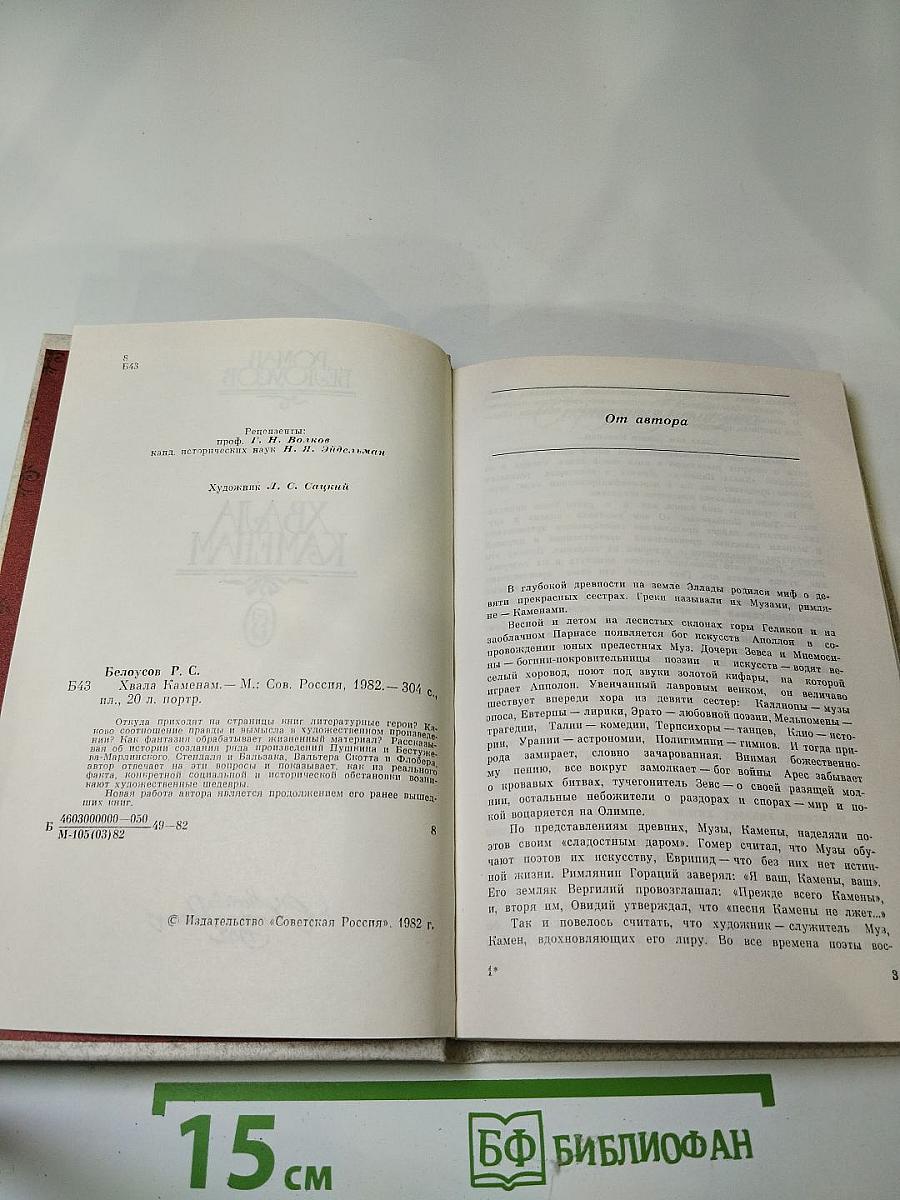 8
Б43
Рецензенты:
проф. Г. Н. Волков
канд. исторических наук Н. Я. Эйдельман
Художник Л. С. Сацкий
Белоусов Р. С.
Б43 Хвала Каменам.— М.: Сов. Россия, 1982.— 304 с.,
ил., 20 л. портр.
Откуда приходят на страницы книг литературные герои? Ка-
ково соотношение правды и вымысла в художественном произведе-
нии? Как фантазия обрабатывает жизненный материал? Рассказы-
вая об истории создания ряда произведений Пушкина и Бестуже-
ва-Марлинского, Стендаля и Бальзака, Вальтера Скотта и Флобера,
автор отвечает на эти вопросы и показывает, как из реального
факта, конкретной социальной и исторической обстановки возни-
кают художественные шедевры.
Новая работа автора является продолжением его ранее вышед-
ших книг.
Б 4603000000—050
М-105(03)82 49—82 8
© Издательство «Советская Россия». 1982 г.
От автора
В глубокой древности на земле Эллады родился миф о де-
вяти прекрасных сестрах. Греки называли их Музами, римля-
не — Каменами.
Весной и летом на лесистых склонах горы Геликон и на
заоблачном Парнасе появляется бог искусств Аполлон в со-
провождении юных прелестных Муз. Дочери Зевса и Мнемоси-
ны — богини-покровительницы поэзии и искусств — водят ве-
селый хоровод, поют под звуки золотой кифары, на которой
играет Апполон. Увенчанный лавровым венком, он величаво
шествует впереди хора из девяти сестер: Каллиопы — музы
эпоса, Евтерпы — лирики, Эрато — любовной поэзии, Мельпомены —
трагедии, Талии — комедии, Терпсихоры — танцев, Клио — исто-
рии, Урании — астрономии, Полигимнии — гимнов. И тогда при-
рода замирает, словно зачарованная. Внимая божественно-
му пению, все вокруг замолкает — бог войны Арес забывает
о кровавых битвах, тучегонитель Зевс — о своей разящей мол-
нии, остальные небожители о раздорах и спорах — мир и по-
кой воцаряется на Олимпе.
По представлениям древних, Музы, Камены, наделяли по-
этов своим «сладостным даром». Гомер считал, что Музы обу-
чают поэтов их искусству, Еврипид — что без них нет истин-
ной жизни. Римлянин Гораций заверял: «Я ваш, Камены, ваш».
Его земляк Вергилий провозглашал: «Прежде всего Камены»,
и, вторя им, Овидий утверждал, что «песня Камены не лжет...»
Так и повелось считать, что художник — служитель Муз,
Камен, вдохновляющих его лиру. Во все времена поэты вос-
1*
3
15 см
БФ БИБЛИОФАН